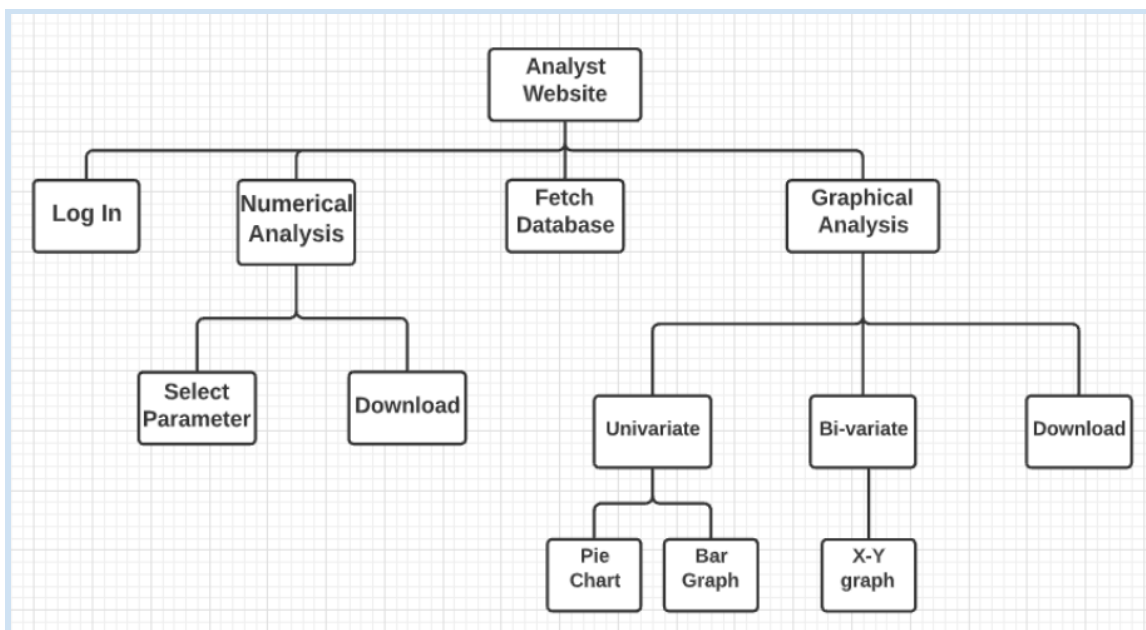 Analyst
Website
Log In
Numerical
Analysis
Fetch
Database
Graphical
Analysis
Select
Parameter
Download
Univariate
Bi-variate
Download
Pie
Chart
Bar
Graph
X-Y
graph